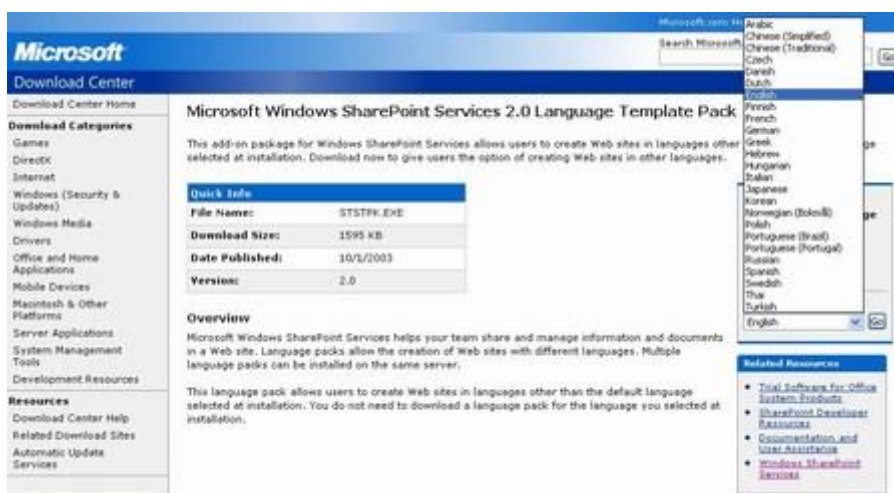 Microsoft.com H
Search Microsoft
Go
Microsoft
Download Center
Download Center Home
Download Categories
Games
DirectX
Internet
Windows (Security &
Updates)
Windows Media
Drivers
Office and Home
Applications
Mobile Devices
Macintosh & Other
Platforms
Server Applications
System Management
Tools
Development Resources
Resources
Download Center Help
Related Download Sites
Automatic Update
Services
Microsoft Windows SharePoint Services 2.0 Language Template Pack
This add-on package for Windows SharePoint Services allows users to create Web sites in languages other
selected at installation. Download now to give users the option of creating Web sites in other languages.
Quick Info
File Name: STSTPK.EXE
Download Size: 1595 KB
Date Published: 10/1/2003
Version: 2.0
Overview
Microsoft Windows SharePoint Services helps your team share and manage information and documents
in a Web site. Language packs allow the creation of Web sites with different languages. Multiple
language packs can be installed on the same server.
This language pack allows users to create Web sites in languages other than the default language
selected at installation. You do not need to download a language pack for the language you selected at
installation.
Arabic
Chinese (Simplified)
Chinese (Traditional)
Czech
Danish
Dutch
English
Finnish
French
German
Greek
Hebrew
Hungarian
Italian
Japanese
Korean
Norwegian (Bokmål)
Polish
Portuguese (Brazil)
Portuguese (Portugal)
Russian
Spanish
Swedish
Thai
Turkish
English
Go
Related Resources
Trial Software for Office
System Products
SharePoint Developer
Resources
Documentation and
User Assistance
Windows SharePoint
Services